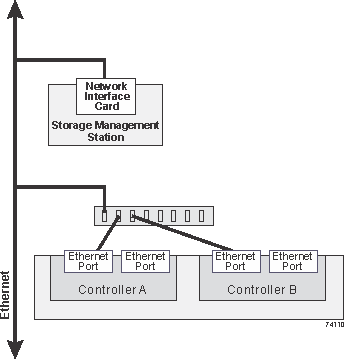 Network
Interface
Card
Storage Management
Station
Ethernet
Port
Ethernet
Port
Ethernet
Port
Ethernet
Port
Controller A
Controller B
Ethernet
74110